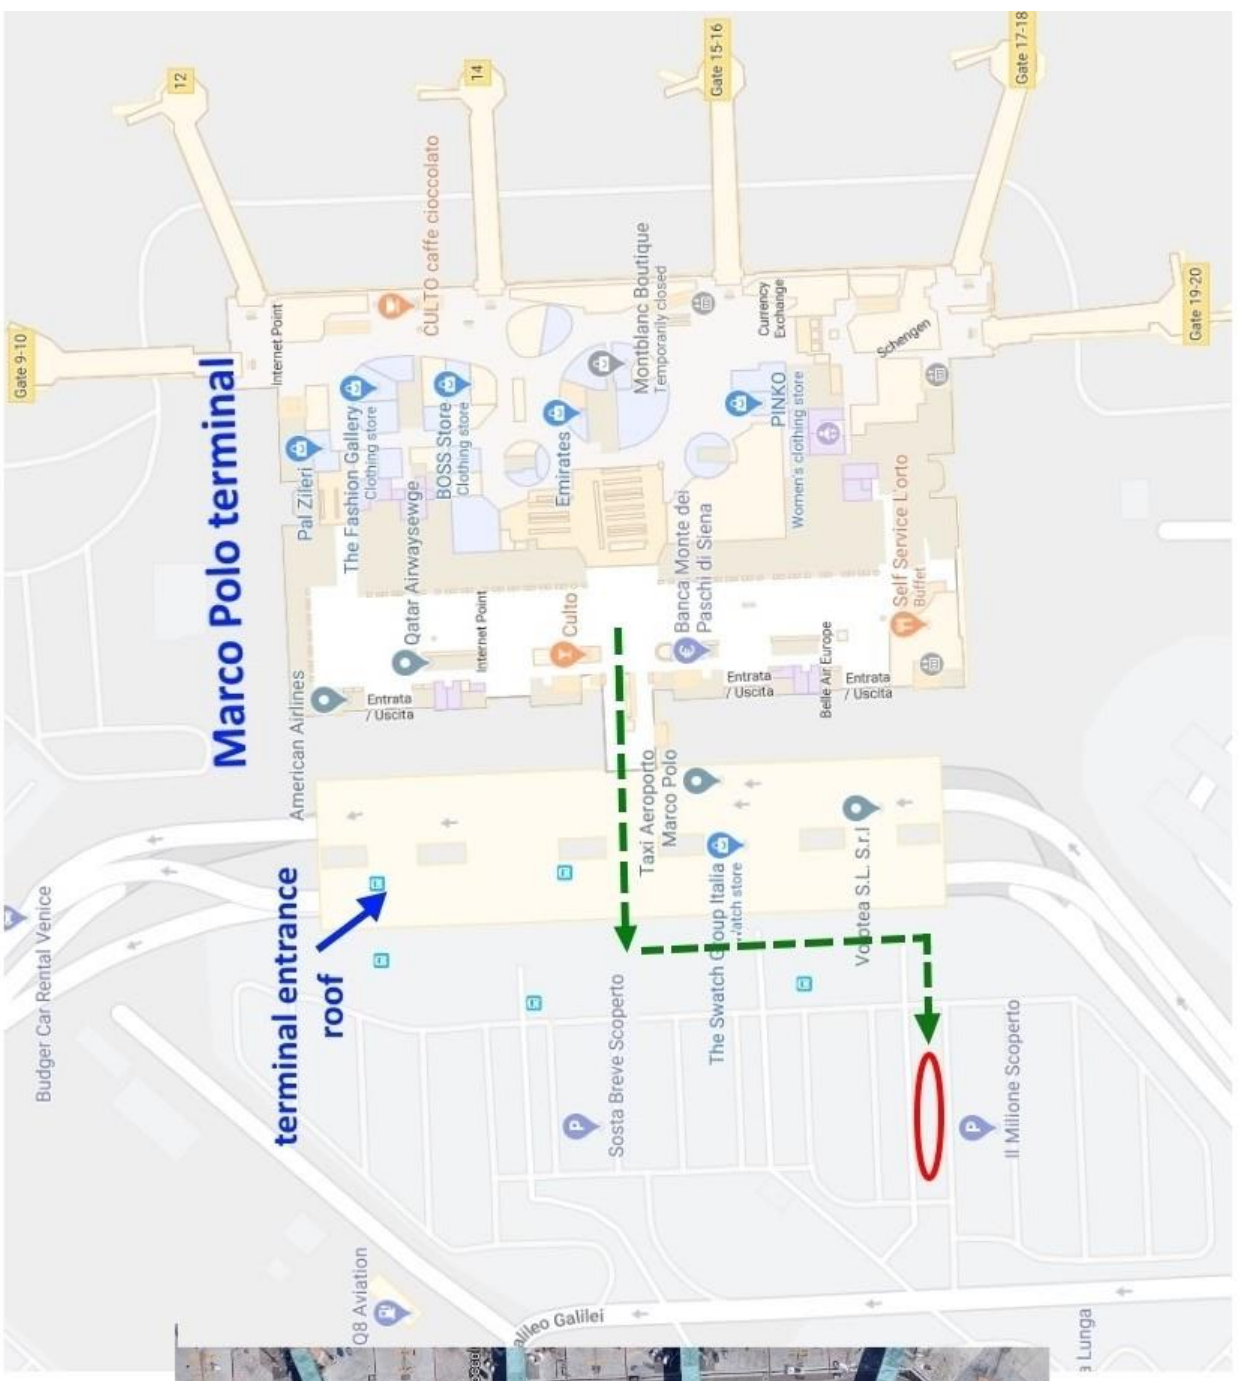 12
14
Gate 15-16
Gate 17-18
Gate 9-10
Gate 19-20
Marco Polo terminal
Internet Point
CULTO caffe cioccolato
Montblanc Boutique
Temporarily closed
Currency
Exchange
Schengen
Pal Zileri
The Fashion Gallery
Clothing store
BOSS Store
Clothing store
Emirates
PINKO
Women's clothing store
Qatar Airwaysewge
Internet Point
Culto
Banca Monte dei
Paschi di Siena
Self Service L'orto
Buffet
American Airlines
Entrata
/ Uscita
Entrata
/ Uscita
Belle Air Europe
Entrata
/ Uscita
Taxi Aeroporto
Marco Polo
The Swatch Group Italia
Watch store
Volotea S.L. S.r.l
terminal entrance
roof
Budger Car Rental Venice
P
Sosta Breve Scoperto
P
Il Milione Scoperto
Q8 Aviation
alileo Galilei
a Lunga